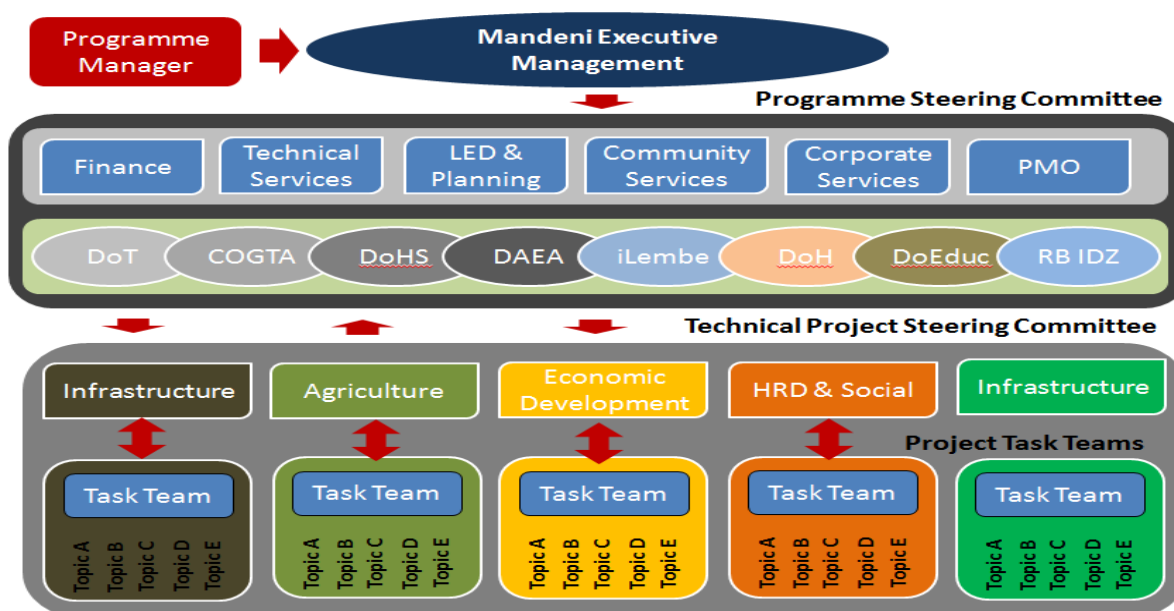 Programme
Manager
Mandeni Executive
Management
Programme Steering Committee
Finance
Technical
Services
LED &
Planning
Community
Services
Corporate
Services
PMO
DoT
COGTA
DoHS
DAEA
iLembe
DoH
DoEduc
RB IDZ
Technical Project Steering Committee
Infrastructure
Agriculture
Economic
Development
HRD & Social
Infrastructure
Project Task Teams
Task Team
Topic A
Topic B
Topic C
Topic D
Topic E
Task Team
Topic A
Topic B
Topic C
Topic D
Topic E
Task Team
Topic A
Topic B
Topic C
Topic D
Topic E
Task Team
Topic A
Topic B
Topic C
Topic D
Topic E
Task Team
Topic A
Topic B
Topic C
Topic D
Topic E